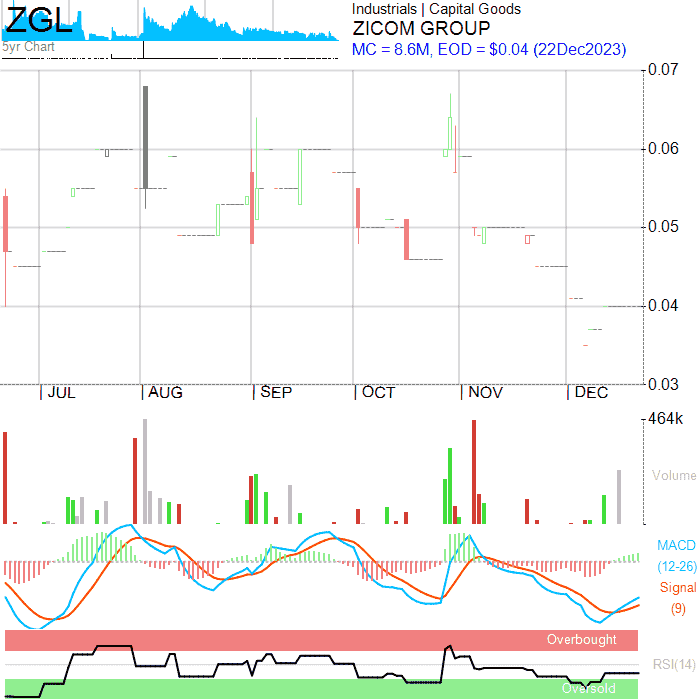 ZGL
5yr Chart
Industrials | Capital Goods
ZICOM GROUP
MC = 8.6M, EOD = $0.04 (22Dec2023)
0.07
0.06
0.05
0.04
0.03
JUL
AUG
SEP
OCT
NOV
DEC
464k
Volume
MACD
(12-26)
Signal
(9)
Overbought
RSI(14)
Oversold